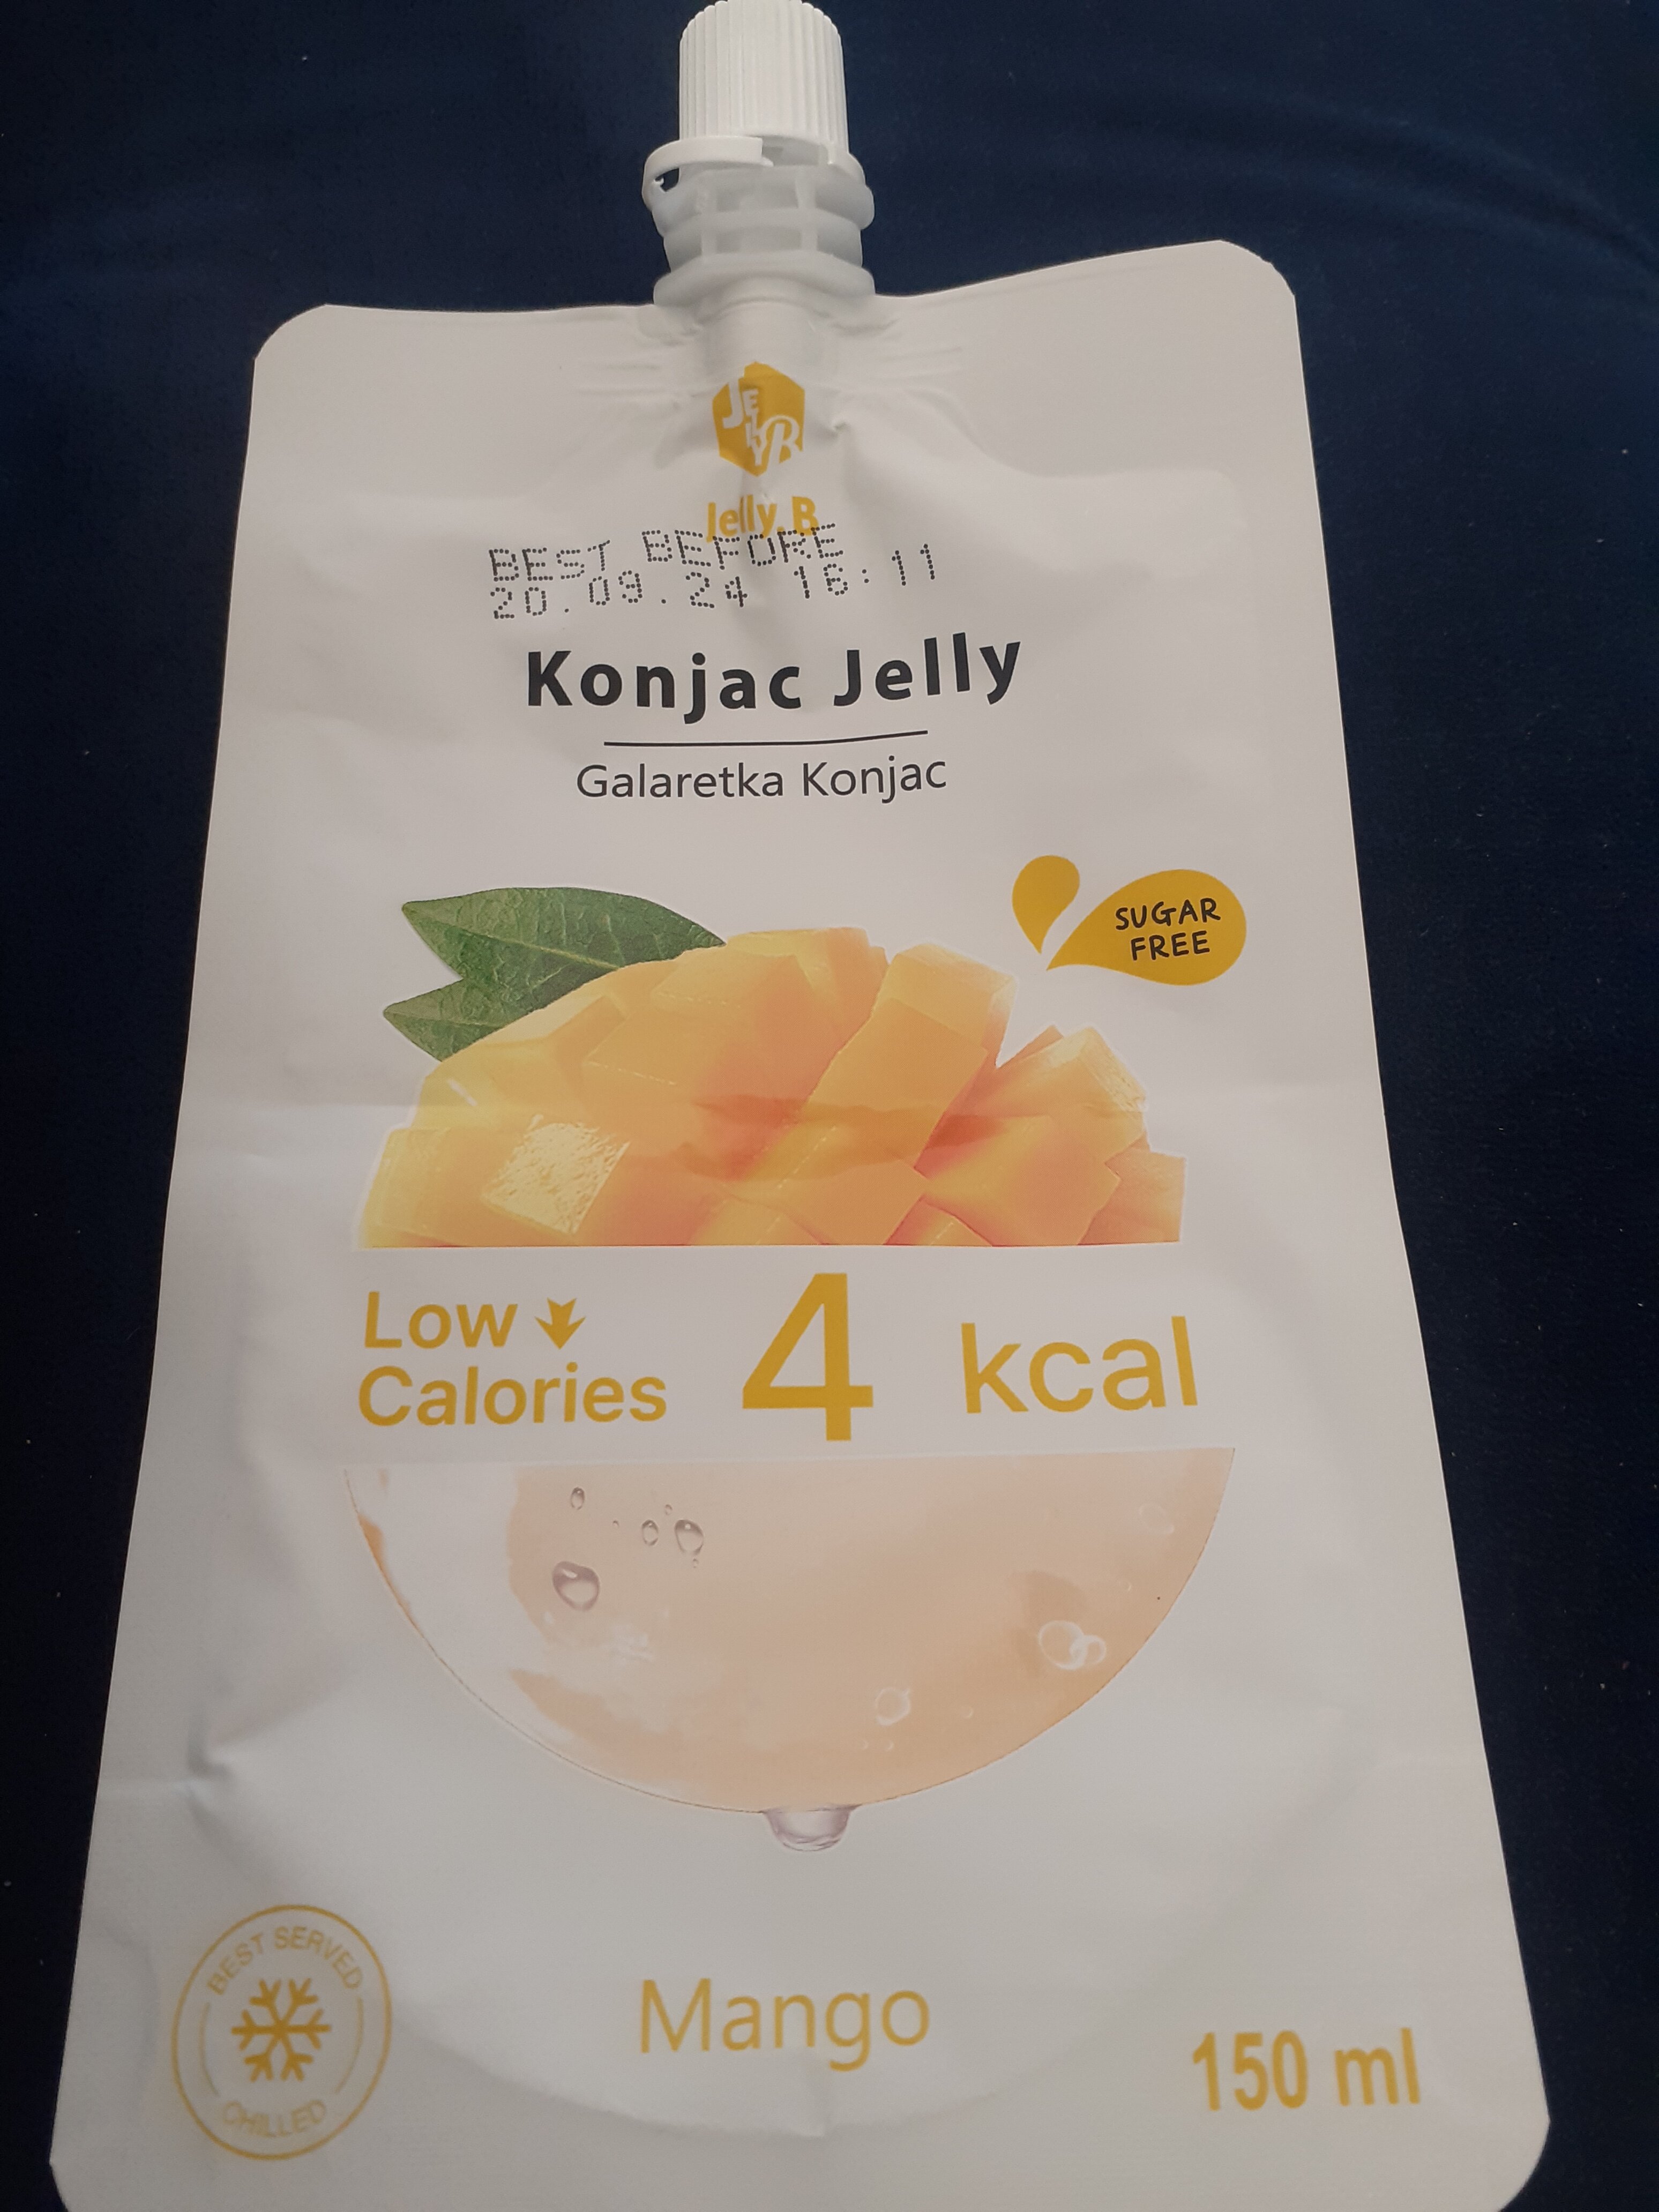 JELLY B
Jelly.B
BEST BEFORE
20.09.24 16:11
Konjac Jelly
Galaretka Konjac
SUGAR
FREE
Low
Calories
4 kcal
BEST SERVED
CHILLED
Mango
150 ml